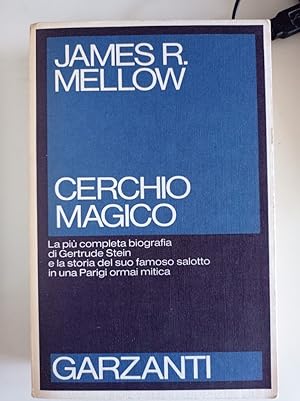 JAMES R.
MELLOW
CERCHIO
MAGICO
La più completa biografia
di Gertrude Stein
e la storia del suo famoso salotto
in una Parigi ormai mitica
GARZANTI